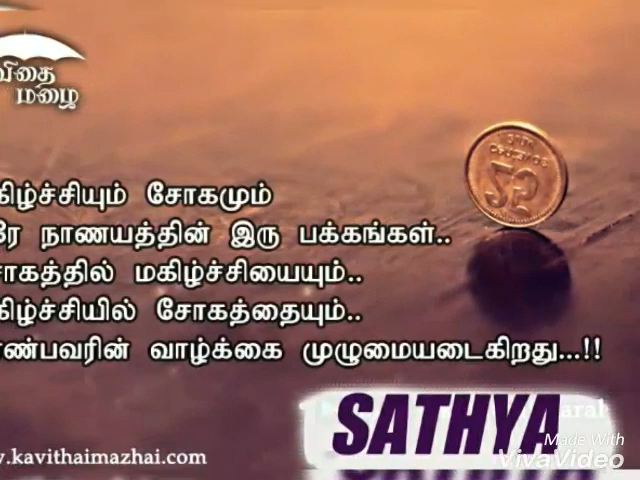 விதை
மழை
கிழ்ச்சியும் சோகமும்
ரே நாணயத்தின் இரு பக்கங்கள்..
சோகத்தில் மகிழ்ச்சியையும்..
கிழ்ச்சியில் சோகத்தையும்..
ண்பவரின் வாழ்க்கை முழுமையடைகிறது...!!
SATHYA
Made With
VivaVideo
w.kavithaimazhai.com